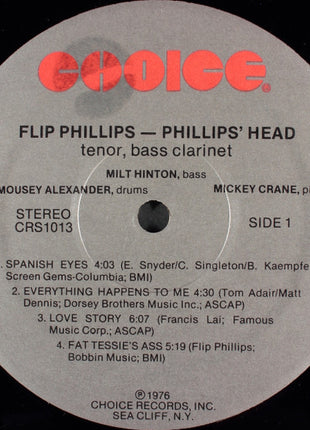 CHOICE®
FLIP PHILLIPS — PHILLIPS' HEAD
tenor, bass clarinet
MILT HINTON, bass
MOUSEY ALEXANDER, drums MICKEY CRANE,
STEREO
CRS1013
SIDE 1
1. SPANISH EYES 4:03 (E. Snyder/C. Singleton/B. Kaempfe
Screen Gems-Columbia; BMI)
2. EVERYTHING HAPPENS TO ME 4:30 (Tom Adair/Matt
Dennis; Dorsey Brothers Music Inc.; ASCAP)
3. LOVE STORY 6:07 (Francis Lai; Famous
Music Corp.; ASCAP)
4. FAT TESSIE'S ASS 5:19 (Flip Phillips;
Bobbin Music; BMI)
℗1976
CHOICE RECORDS, INC.
SEA CLIFF, N.Y.